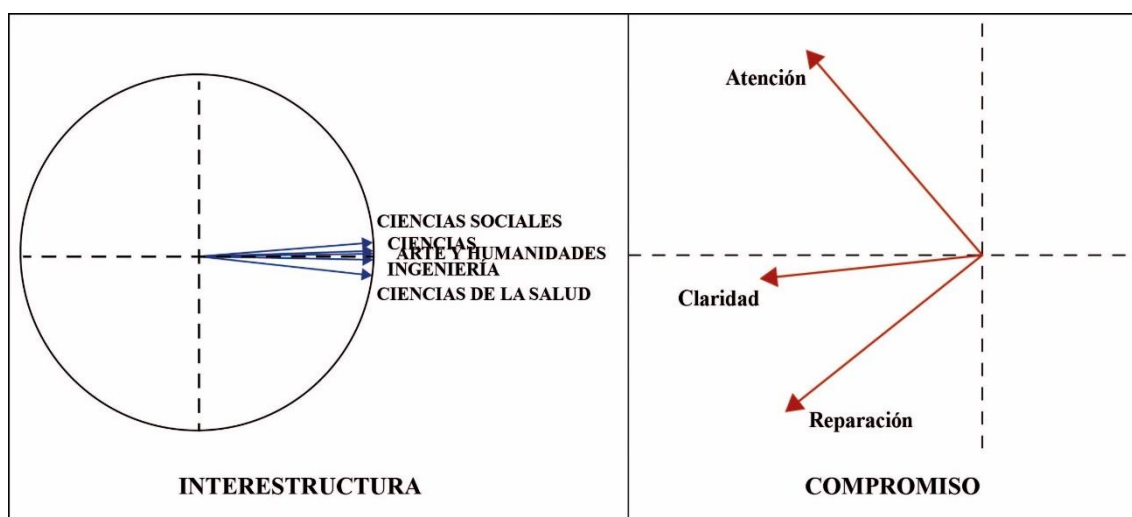 CIENCIAS SOCIALES
CIENCIAS
ARTE Y HUMANIDADES
INGENIERÍA
CIENCIAS DE LA SALUD
INTERESTRUCTURA
Atención
Claridad
Reparación
COMPROMISO